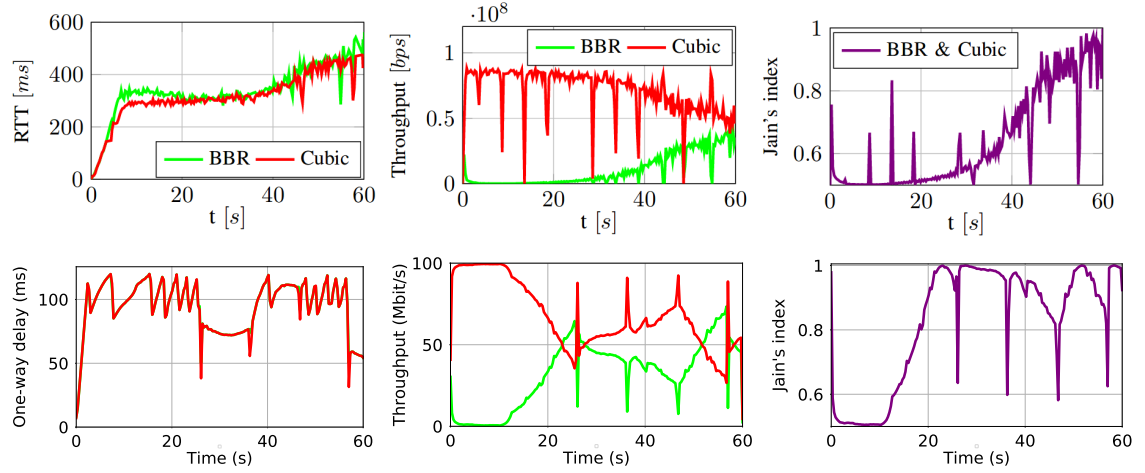 600
400
200
0
0
20
40
60
RTT [ms]
t [s]
BBR
Cubic
·10⁸
1
0.5
0
0
20
40
60
Throughput [bps]
t [s]
BBR
Cubic
1
0.8
0.6
0
20
40
60
Jain's index
t [s]
BBR & Cubic
100
50
0
0
20
40
60
One-way delay (ms)
Time (s)
100
50
0
0
20
40
60
Throughput (Mbit/s)
Time (s)
1
0.8
0.6
0
20
40
60
Jain's index
Time (s)